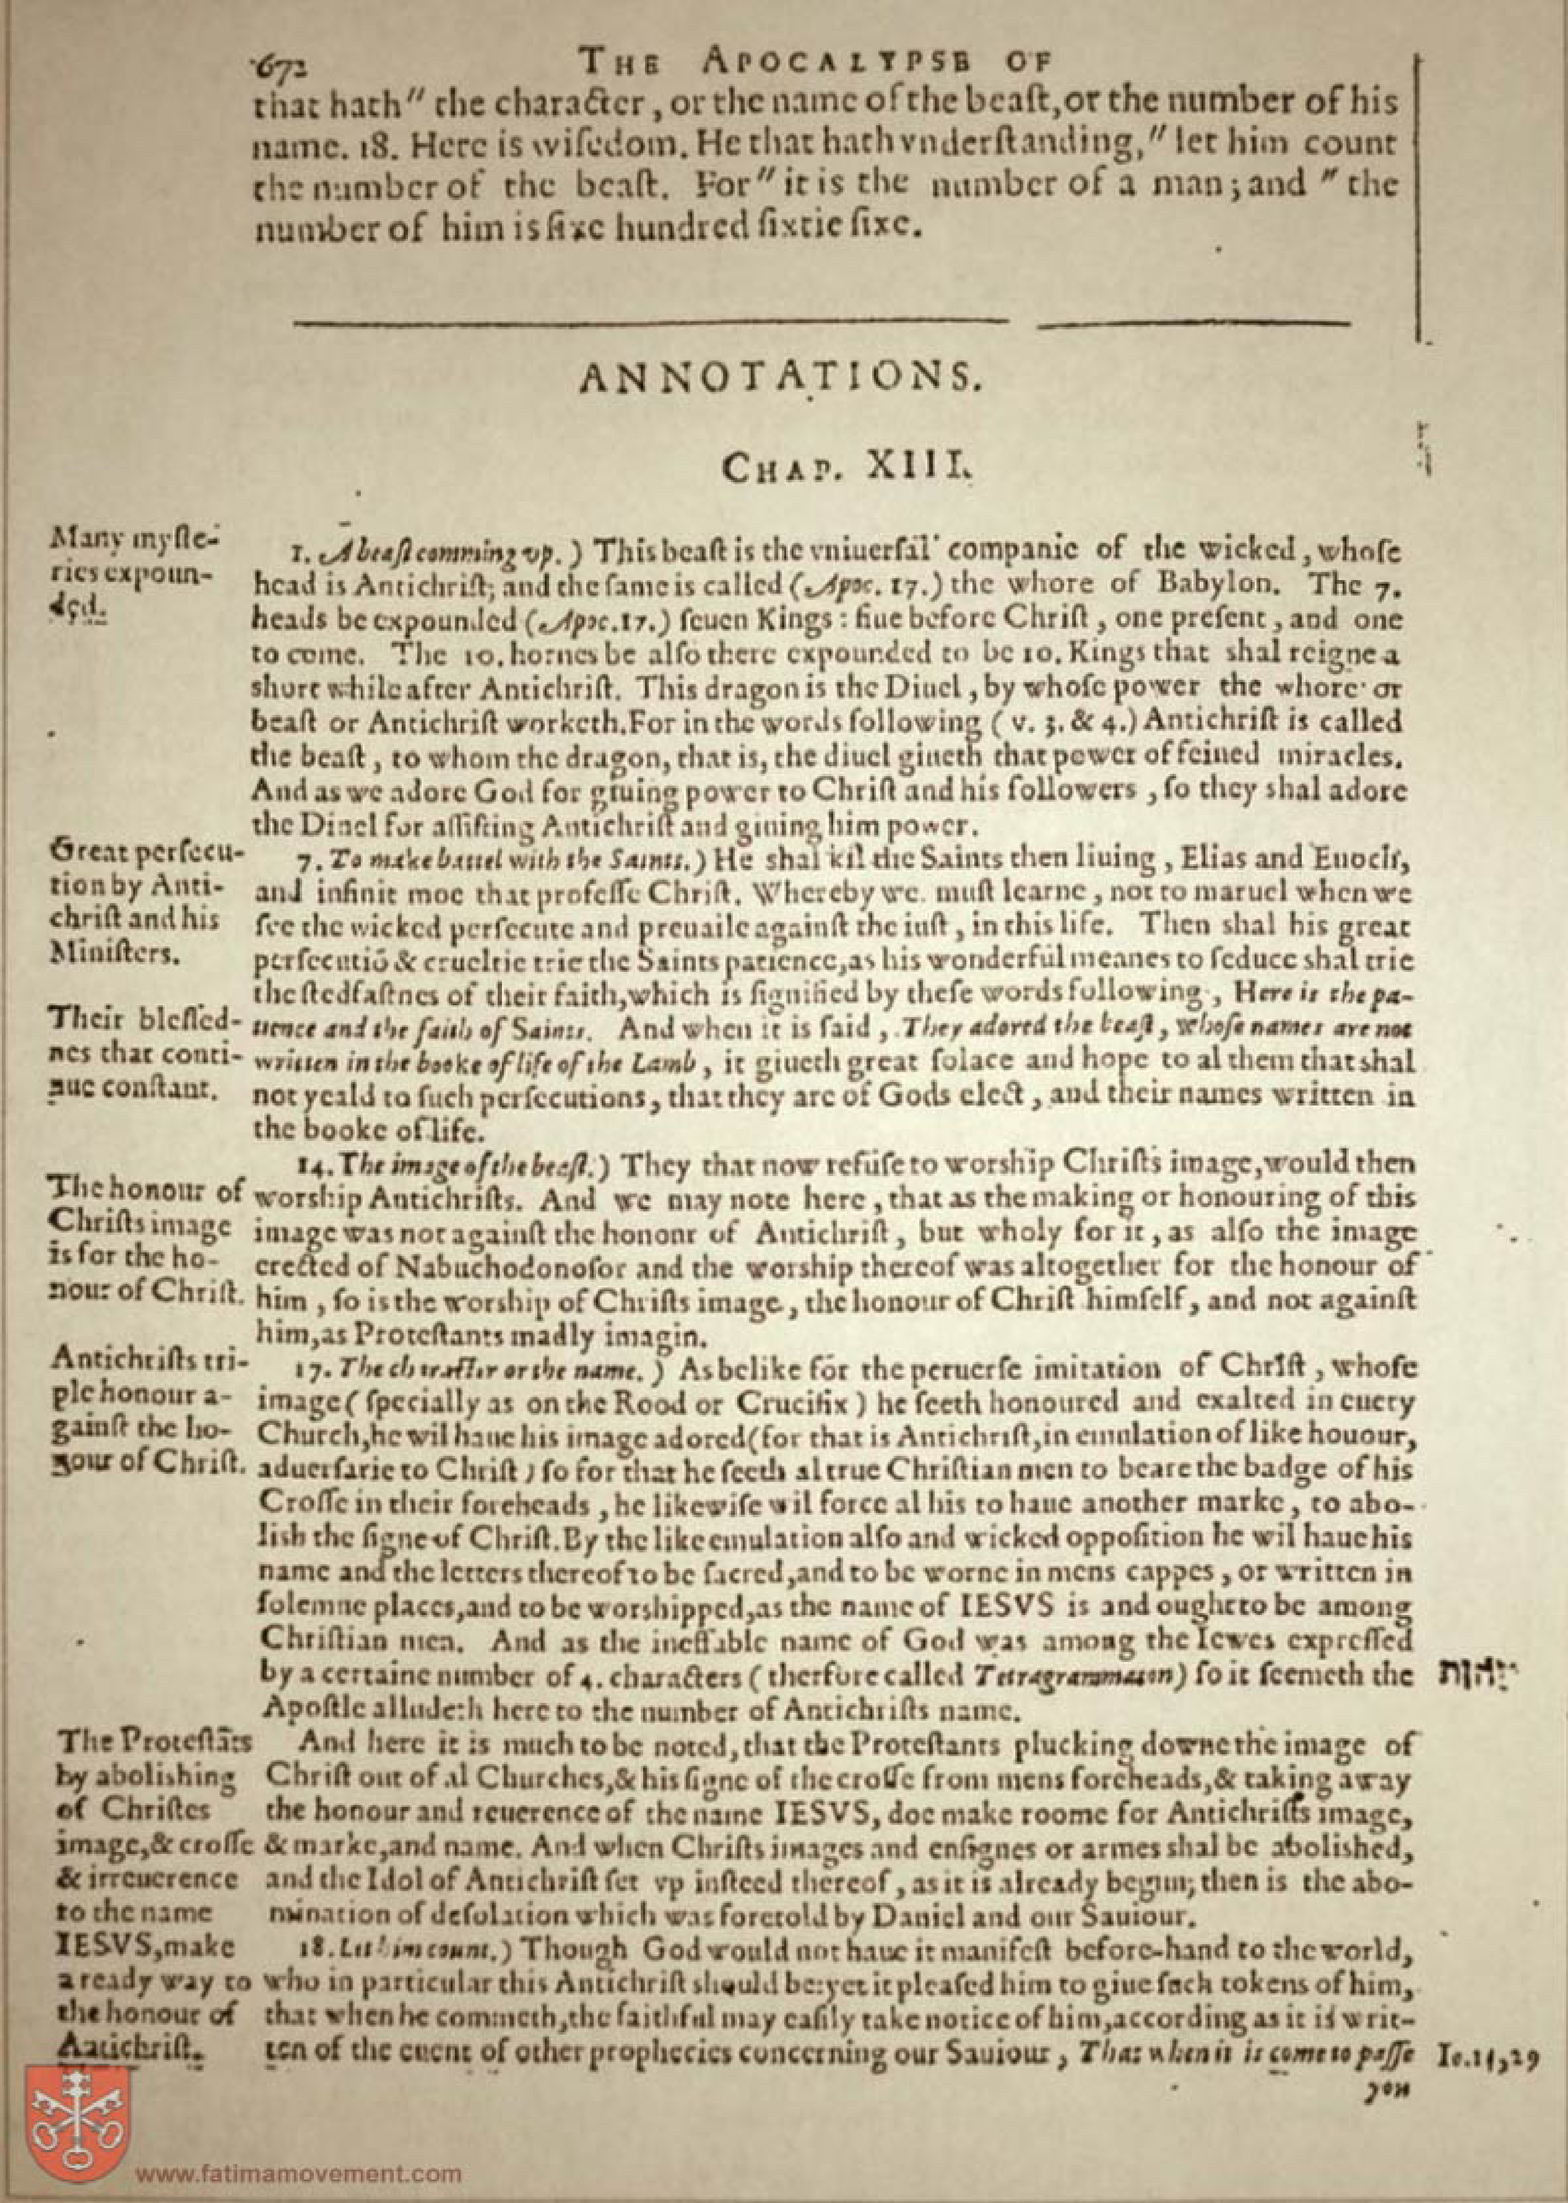 672
THE APOCALYPSE OF
that hath" the character, or the name of the beaſt, or the number of his
name. 18. Here is wiſedom. He that hath vnderſtanding," let him count
the number of the beaſt. For" it is the number of a man; and "the
number of him is ſixe hundred ſixtie ſixe.
ANNOTATIONS.
CHAP. XIII.
Many myſte-
ries expoun-
ded.
1. A beaſt comming vp.) This beaſt is the vniuerſal companie of the wicked, whoſe
head is Antichriſt; and the ſame is called (Apoc. 17.) the whore of Babylon. The 7.
heads be expounded (Apoc. 17.) ſeuen Kings: fiue before Chriſt, one preſent, and one
to come. The 10. hornes be alſo there expounded to be 10. Kings that shal reigne a
short while after Antichriſt. This dragon is the Diuel, by whoſe power the whore or
beaſt or Antichriſt worketh. For in the words following (v. 3. & 4.) Antichriſt is called
the beaſt, to whom the dragon, that is, the diuel giueth that power of feined miracles.
And as we adore God for giuing power to Chriſt and his followers, ſo they shal adore
the Diuel for aſſiſting Antichriſt and giuing him power.
Great perſecu-
tion by Anti-
chriſt and his
Miniſters.
7. To make battel with the Saints.) He shal kil the Saints then liuing, Elias and Enoch,
and infinit moe that profeſſe Chriſt. Whereby we muſt learne, not to maruel when we
ſee the wicked perſecute and preuaile againſt the iuſt, in this life. Then shal his great
perſecutiō & crueltie trie the Saints patience, as his wonderful meanes to ſeduce shal trie
the ſtedfaſtnes of their faith, which is ſignified by theſe words following, Here is the pa-
Their bleſſed-
nes that conti-
nue conſtant.
tience and the faith of Saints. And when it is ſaid, They adored the beaſt, whoſe names are not
written in the booke of life of the Lamb, it giueth great ſolace and hope to al them that shal
not yeald to ſuch perſecutions, that they are of Gods elect, and their names written in
the booke of life.
14. The image of the beaſt.) They that now refuſe to worship Chriſts image, would then
The honour of
Chriſts image
is for the ho-
nour of Chriſt.
worship Antichriſts. And we may note here, that as the making or honouring of this
image was not againſt the honour of Antichriſt, but wholy for it, as alſo the image
erected of Nabuchodonoſor and the worship thereof was altogether for the honour of
him, ſo is the worship of Chriſts image, the honour of Chriſt himſelf, and not againſt
him, as Proteſtants madly imagin.
Antichriſts tri-
ple honour a-
gainſt the ho-
nour of Chriſt.
17. The character or the name.) As belike for the peruerſe imitation of Chriſt, whoſe
image (ſpecially as on the Rood or Crucifix) he ſeeth honoured and exalted in euery
Church, he wil haue his image adored (for that is Antichriſt, in emulation of like honour,
aduerſarie to Chriſt) ſo for that he ſeeth al true Chriſtian men to beare the badge of his
Croſſe in their foreheads, he likewiſe wil force al his to haue another marke, to abo-
lish the ſigne of Chriſt. By the like emulation alſo and wicked oppoſition he wil haue his
name and the letters thereof to be ſacred, and to be worne in mens cappes, or written in
ſolemne places, and to be worshipped, as the name of IESVS is and ought to be among
Chriſtian men. And as the ineffable name of God was among the Iewes expreſſed
by a certaine number of 4. characters (therfore called Tetragrammaton) ſo it ſeemeth the
Apoſtle alludeth here to the number of Antichriſts name.
The Proteſtāts
by abolishing
of Chriſtes
image, & croſſe
& irreuerence
to the name
IESVS, make
a ready way to
the honour of
Antichriſt.
And here it is much to be noted, that the Proteſtants plucking downe the image of
Chriſt out of al Churches, & his ſigne of the croſſe from mens foreheads, & taking away
the honour and reuerence of the name IESVS, doe make roome for Antichriſts image,
& marke, and name. And when Chriſts images and enſignes or armes shal be abolished,
and the Idol of Antichriſt ſet vp inſteed thereof, as it is already begun; then is the abo-
mination of deſolation which was foretold by Daniel and our Sauiour.
18. Let him count.) Though God would not haue it manifeſt before-hand to the world,
who in particular this Antichriſt should be: yet it pleaſed him to giue ſuch tokens of him,
that when he commeth, the faithful may eaſily take notice of him, according as it is writ-
ten of the euent of other prophecies concerning our Sauiour, That when it is come to paſſe
Io. 14, 29
you
www.fatimamovement.com